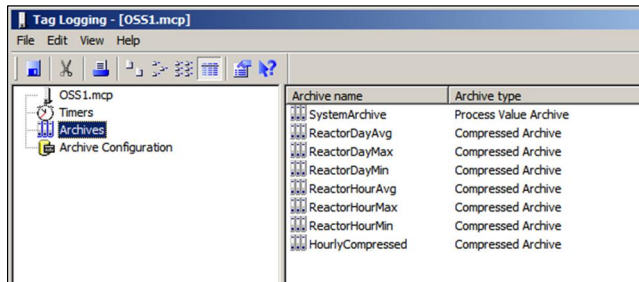 Tag Logging - [OSS1.mcp]
File Edit View Help
OSS1.mcp
Timers
Archives
Archive Configuration
Archive name Archive type
SystemArchive Process Value Archive
ReactorDayAvg Compressed Archive
ReactorDayMax Compressed Archive
ReactorDayMin Compressed Archive
ReactorHourAvg Compressed Archive
ReactorHourMax Compressed Archive
ReactorHourMin Compressed Archive
HourlyCompressed Compressed Archive